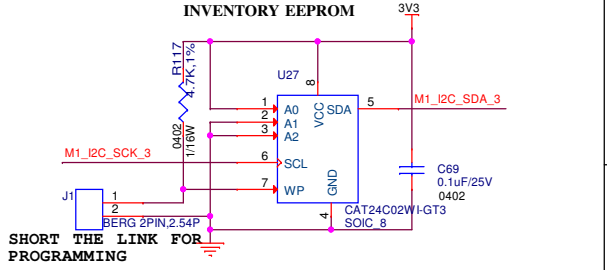 INVENTORY EEPROM
3V3
R117
4.7K,1%
0402
1/16W
U27
8
1
2
3
6
7
A0
A1
A2
SCL
WP
VCC
SDA
GND
5
4
M1_I2C_SDA_3
M1_I2C_SCK_3
CAT24C02WI-GT3
SOIC_8
C69
0.1uF/25V
0402
J1
1
2
BERG 2PIN,2.54P
SHORT THE LINK FOR
PROGRAMMING